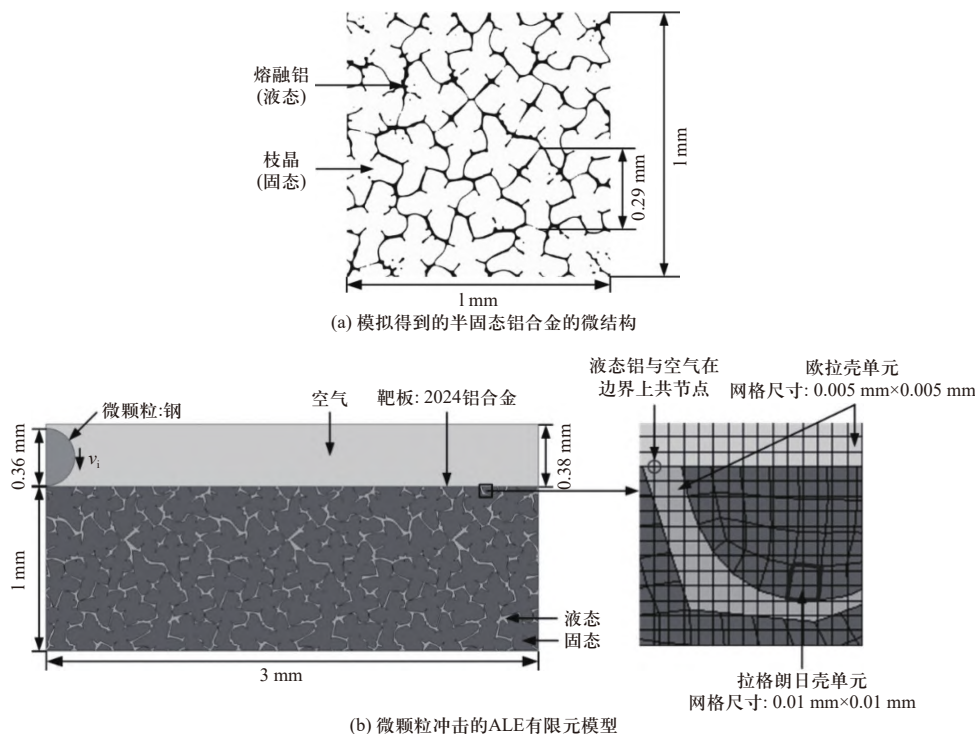 熔融铝
(液态)
枝晶
(固态)
0.29 mm
1 mm
1 mm
(a) 模拟得到的半固态铝合金的微结构
液态铝与空气在
边界上共节点
欧拉壳单元
网格尺寸: 0.005 mm×0.005 mm
微颗粒:钢
空气
靶板: 2024铝合金
0.36 mm
vi
0.38 mm
1 mm
液态
固态
3 mm
拉格朗日壳单元
网格尺寸: 0.01 mm×0.01 mm
(b) 微颗粒冲击的ALE有限元模型